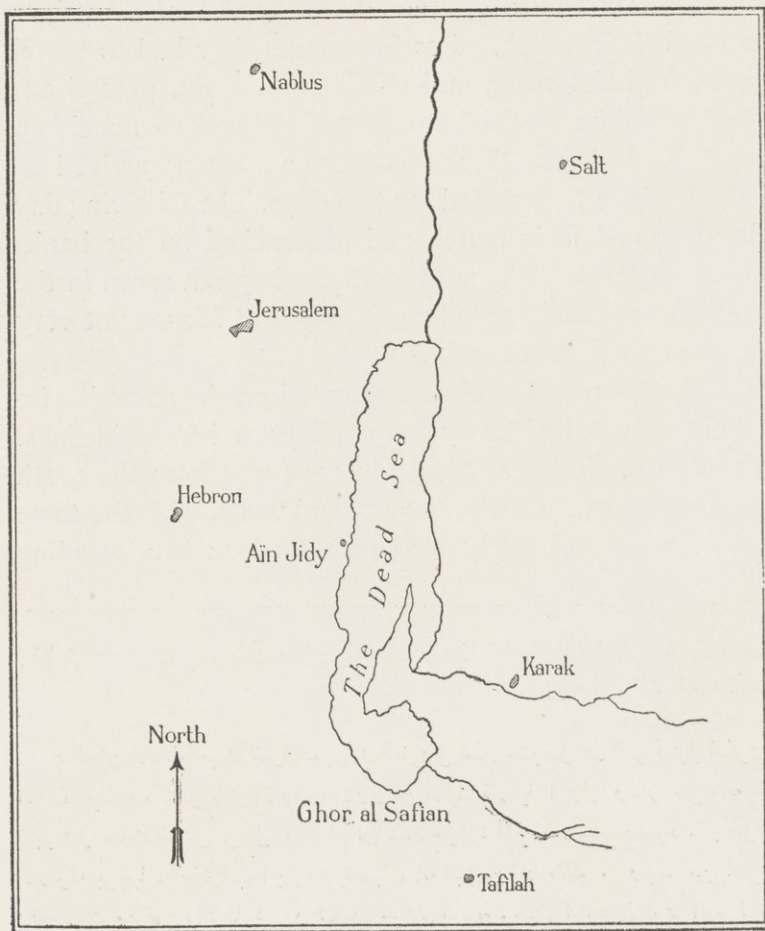 Nablus
Salt
Jerusalem
The Dead Sea
Hebron
Aïn Jidy
Karak
North
Ghor al Safian
Tafilah